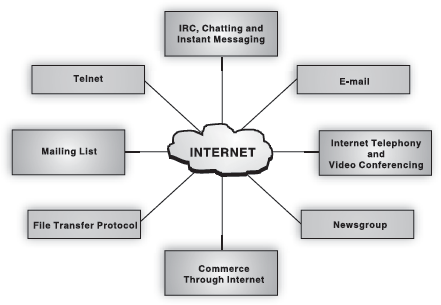 IRC, Chatting and
Instant Messaging
Telnet
E-mail
Mailing List
INTERNET
Internet Telephony
and
Video Conferencing
File Transfer Protocol
Newsgroup
Commerce
Through Internet